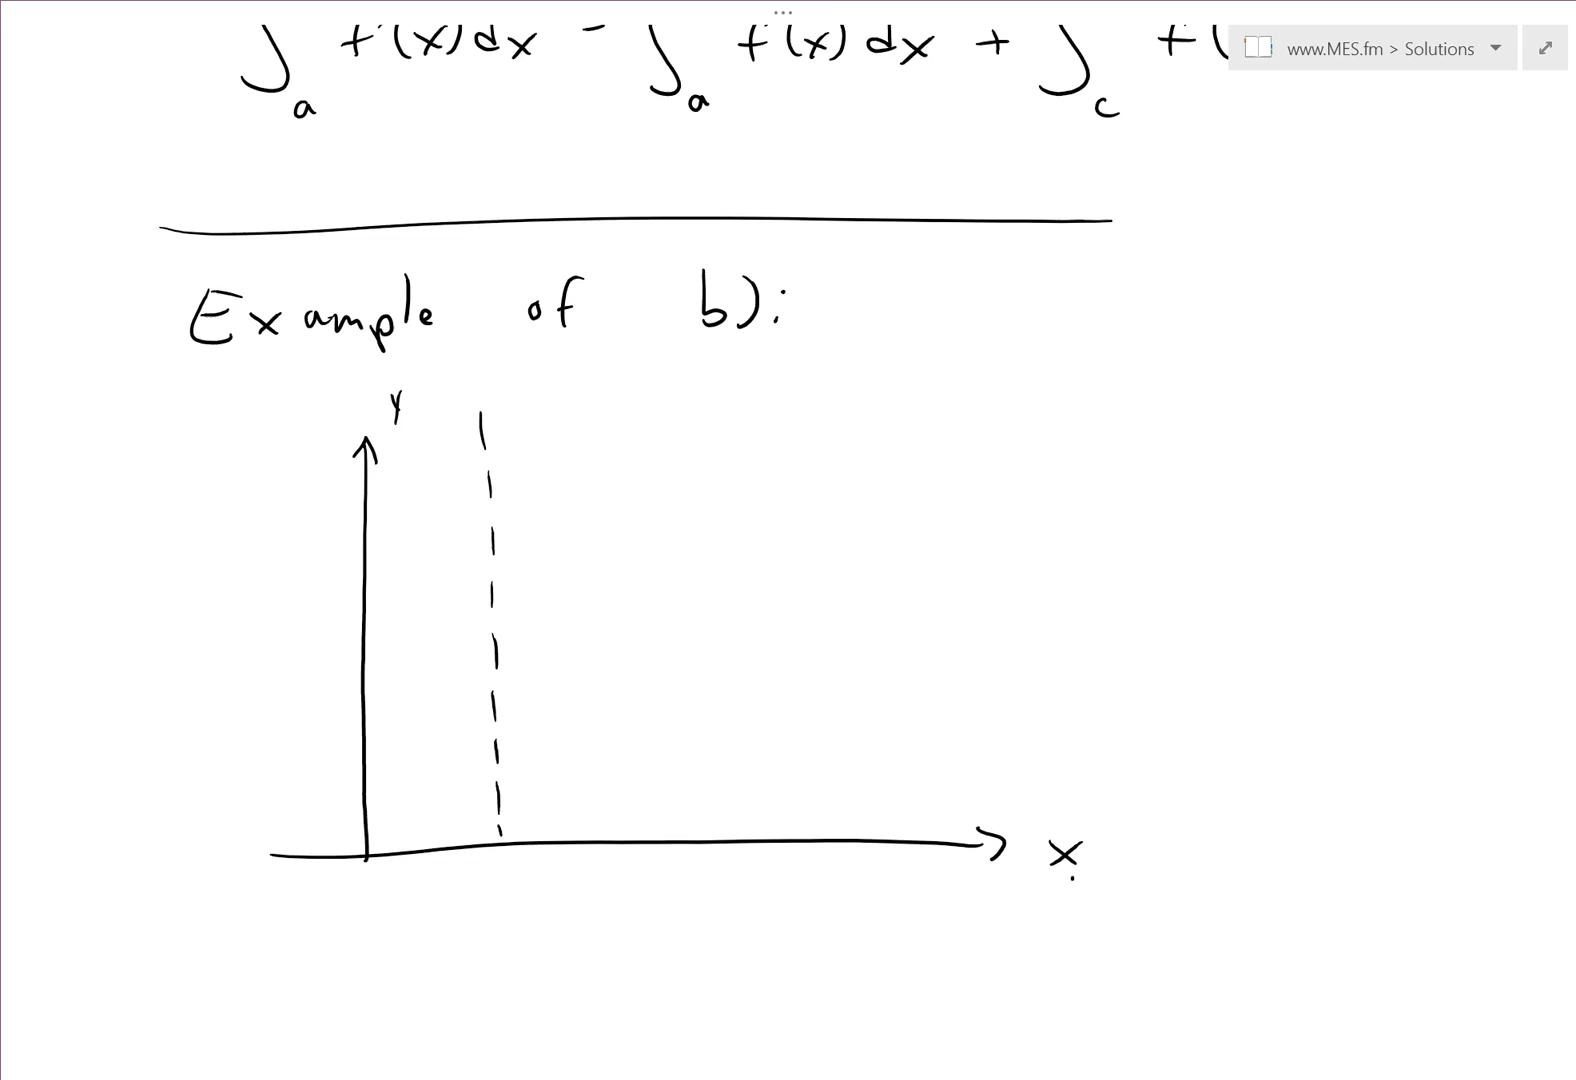 ∫a f(x) dx = ∫a f(x) dx + ∫c f(
www.MES.fm > Solutions
Example of b):
y
x